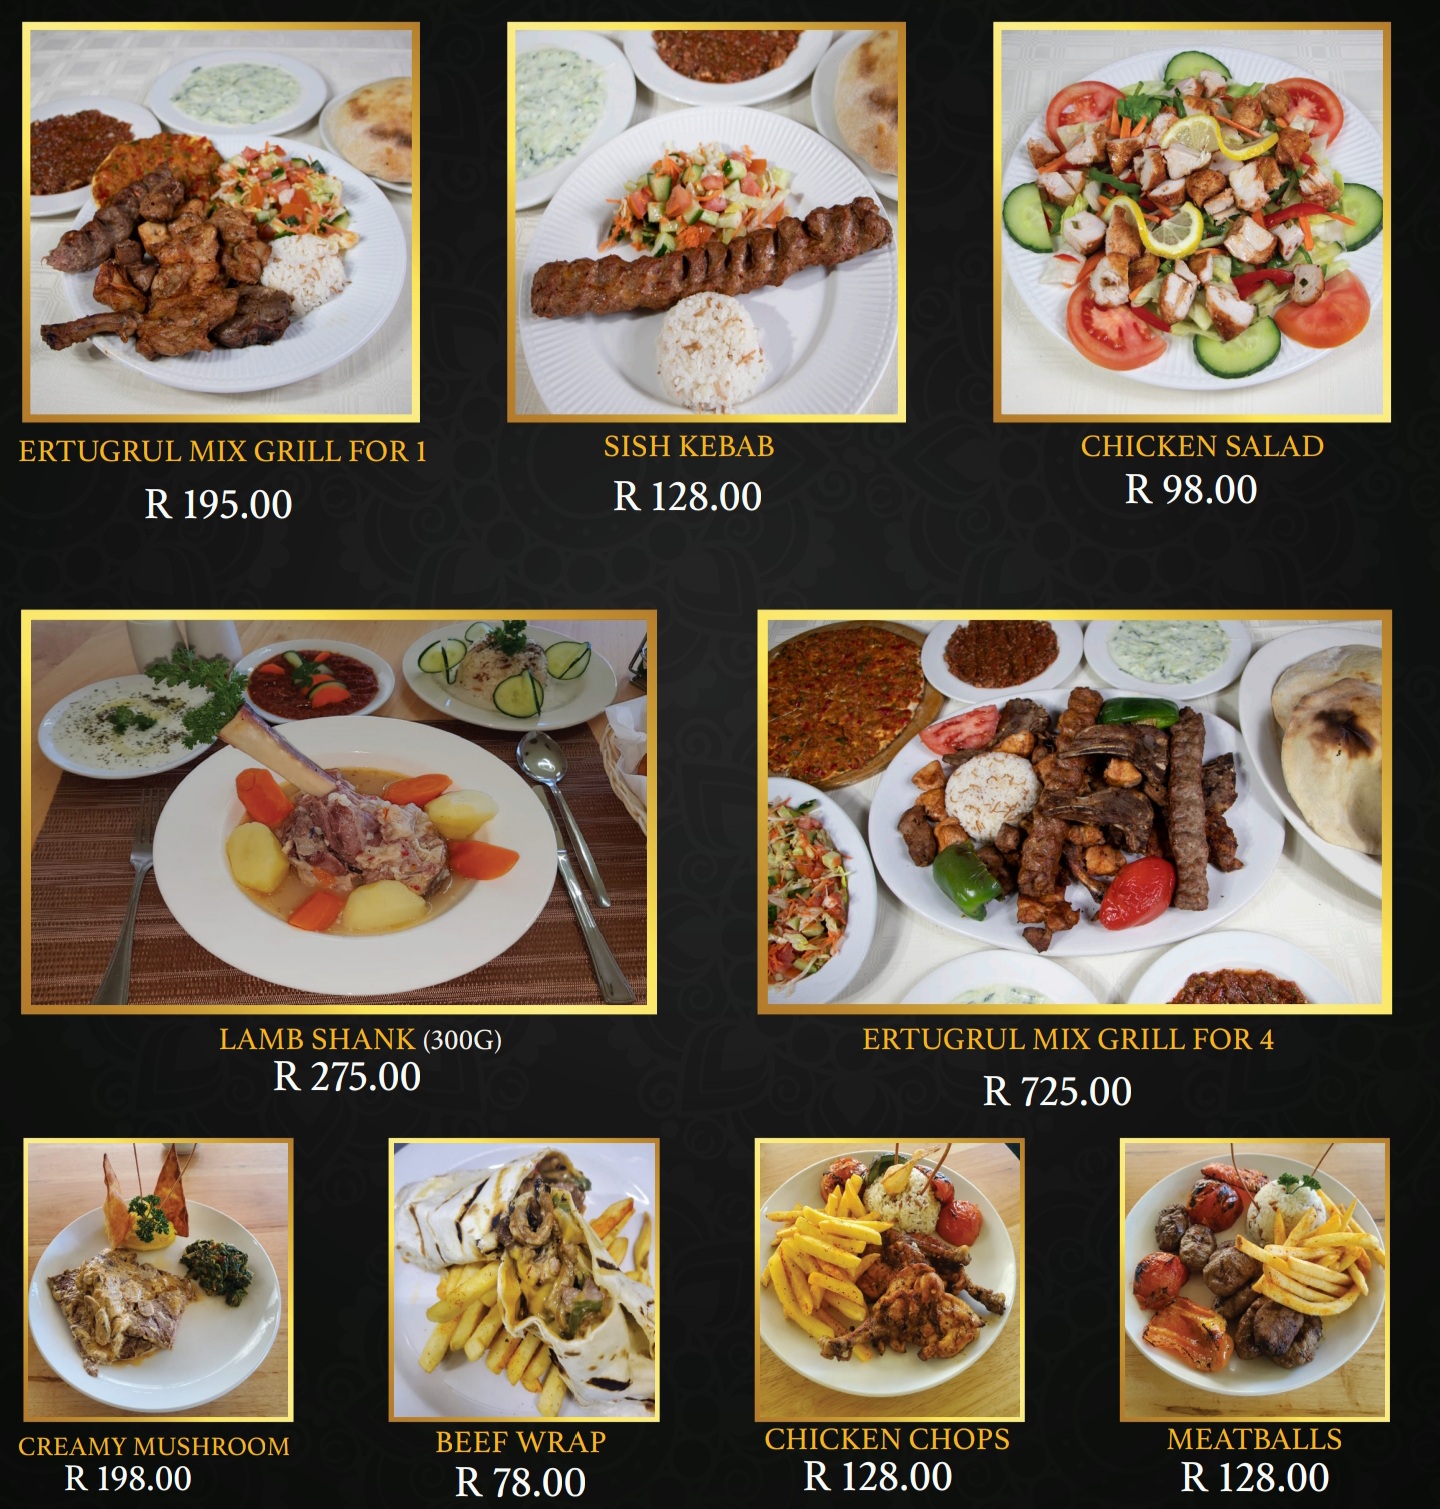 ERTUGRUL MIX GRILL FOR 1
R 195.00
SISH KEBAB
R 128.00
CHICKEN SALAD
R 98.00
LAMB SHANK (300G)
R 275.00
ERTUGRUL MIX GRILL FOR 4
R 725.00
CREAMY MUSHROOM
R 198.00
BEEF WRAP
R 78.00
CHICKEN CHOPS
R 128.00
MEATBALLS
R 128.00